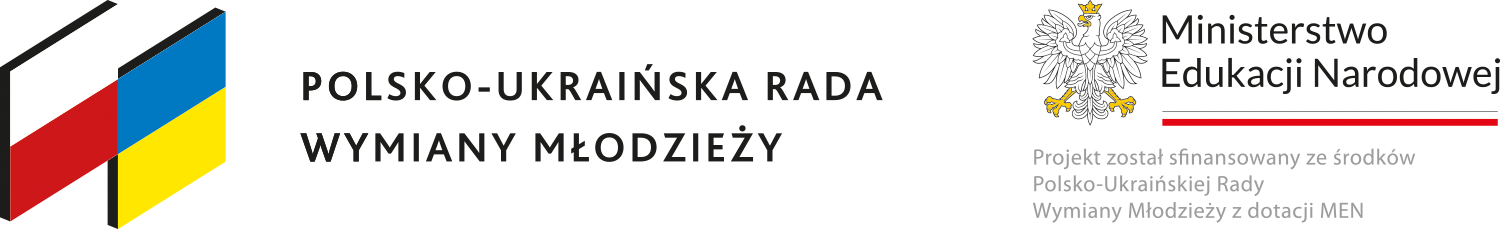 POLSKO-UKRAIŃSKA RADA
WYMIANY MŁODZIEŻY
Ministerstwo
Edukacji Narodowej
Projekt został sfinansowany ze środków
Polsko-Ukraińskiej Rady
Wymiany Młodzieży z dotacji MEN